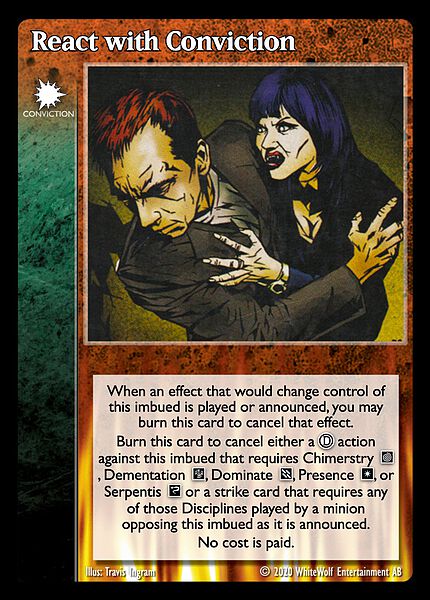 React with Conviction
CONVICTION
When an effect that would change control of
this imbued is played or announced, you may
burn this card to cancel that effect.
Burn this card to cancel either a D action
against this imbued that requires Chimerstry
, Dementation , Dominate , Presence , or
Serpentis or a strike card that requires any
of those Disciplines played by a minion
opposing this imbued as it is announced.
No cost is paid.
Illus: Travis Ingram © 2020 WhiteWolf Entertainment AB